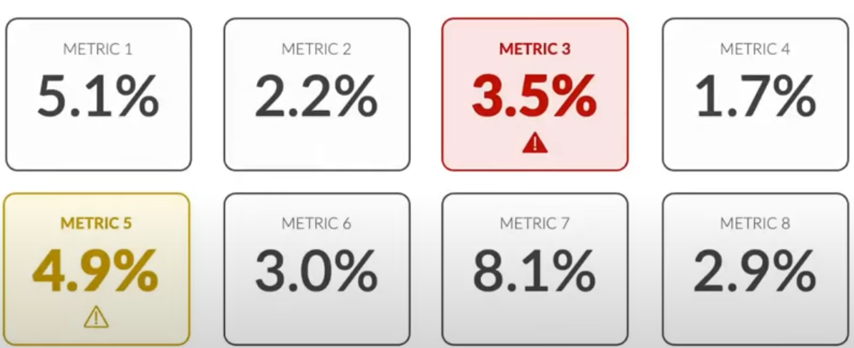 METRIC 1 METRIC 2 METRIC 3 METRIC 4
5.1% 2.2% 3.5% 1.7%
METRIC 5 METRIC 6 METRIC 7 METRIC 8
4.9% 3.0% 8.1% 2.9%